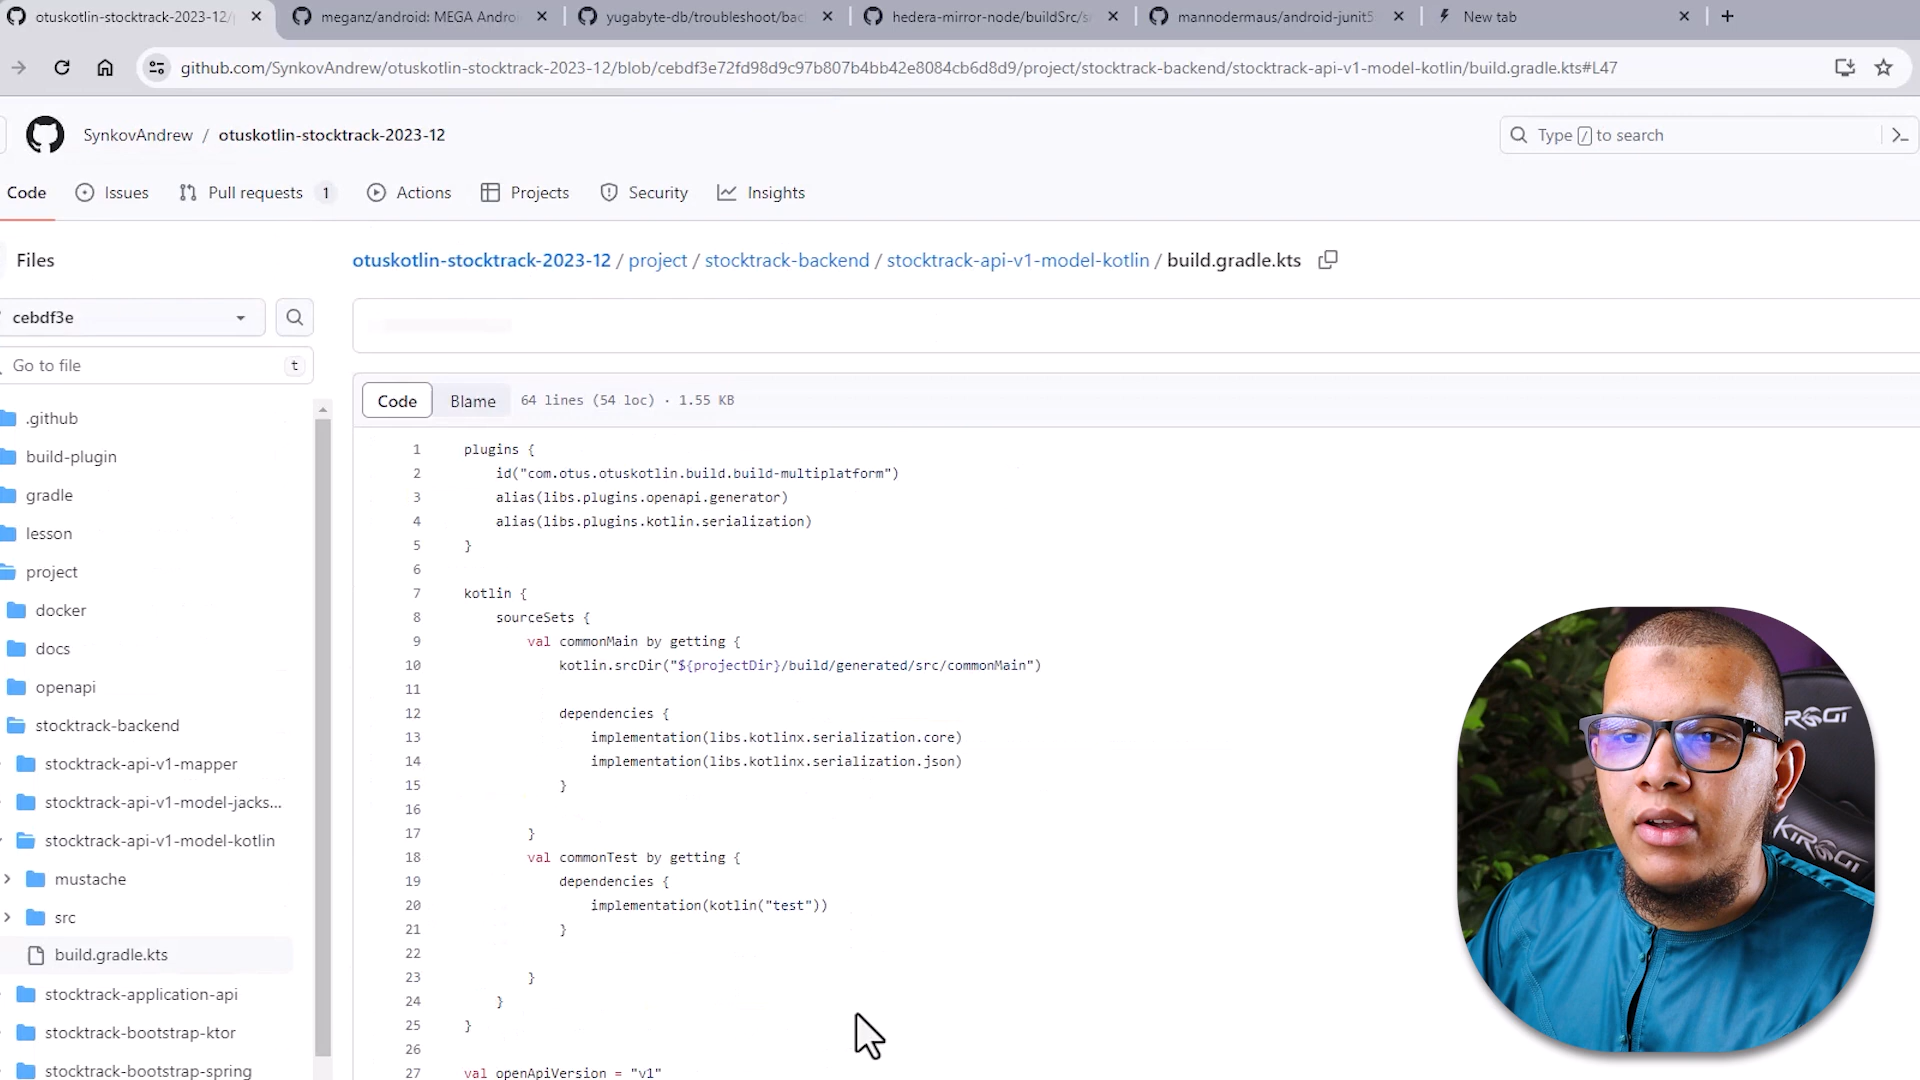 otuskotlin-stocktrack-2023-12/
meganz/android: MEGA Andro
yugabyte-db/troubleshoot/bac
hedera-mirror-node/buildSrc/s
mannodermaus/android-junit5
New tab
github.com/SynkovAndrew/otuskotlin-stocktrack-2023-12/blob/cebdf3e72fd98d9c97b807b4bb42e8084cb6d8d9/project/stocktrack-backend/stocktrack-api-v1-model-kotlin/build.gradle.kts#L47
SynkovAndrew / otuskotlin-stocktrack-2023-12
Type / to search
Code
Issues
Pull requests 1
Actions
Projects
Security
Insights
Files
cebdf3e
Go to file
t
.github
build-plugin
gradle
lesson
project
docker
docs
openapi
stocktrack-backend
stocktrack-api-v1-mapper
stocktrack-api-v1-model-jacks...
stocktrack-api-v1-model-kotlin
mustache
src
build.gradle.kts
stocktrack-application-api
stocktrack-bootstrap-ktor
stocktrack-bootstrap-spring
otuskotlin-stocktrack-2023-12 / project / stocktrack-backend / stocktrack-api-v1-model-kotlin / build.gradle.kts
Code
Blame
64 lines (54 loc) · 1.55 KB
1 plugins {
2 id("com.otus.otuskotlin.build.build-multiplatform")
3 alias(libs.plugins.openapi.generator)
4 alias(libs.plugins.kotlin.serialization)
5 }
6
7 kotlin {
8 sourceSets {
9 val commonMain by getting {
10 kotlin.srcDir("${projectDir}/build/generated/src/commonMain")
11
12 dependencies {
13 implementation(libs.kotlinx.serialization.core)
14 implementation(libs.kotlinx.serialization.json)
15 }
16
17 }
18 val commonTest by getting {
19 dependencies {
20 implementation(kotlin("test"))
21 }
22
23 }
24 }
25 }
26
27 val openApiVersion = "v1"
KIROGI